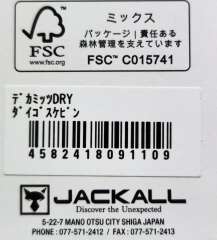 ミックス
パッケージ|責任ある
森林管理を支えています
FSC
www.fsc.org
FSC™ C015741
デカミッツDRY
ダイゴスケビン
4582418091109
JACKALL
Discover the Unexpected
5-22-7 MANO OTSU CITY SHIGA JAPAN
PHONE : 077-571-2412 / FAX : 077-571-2413